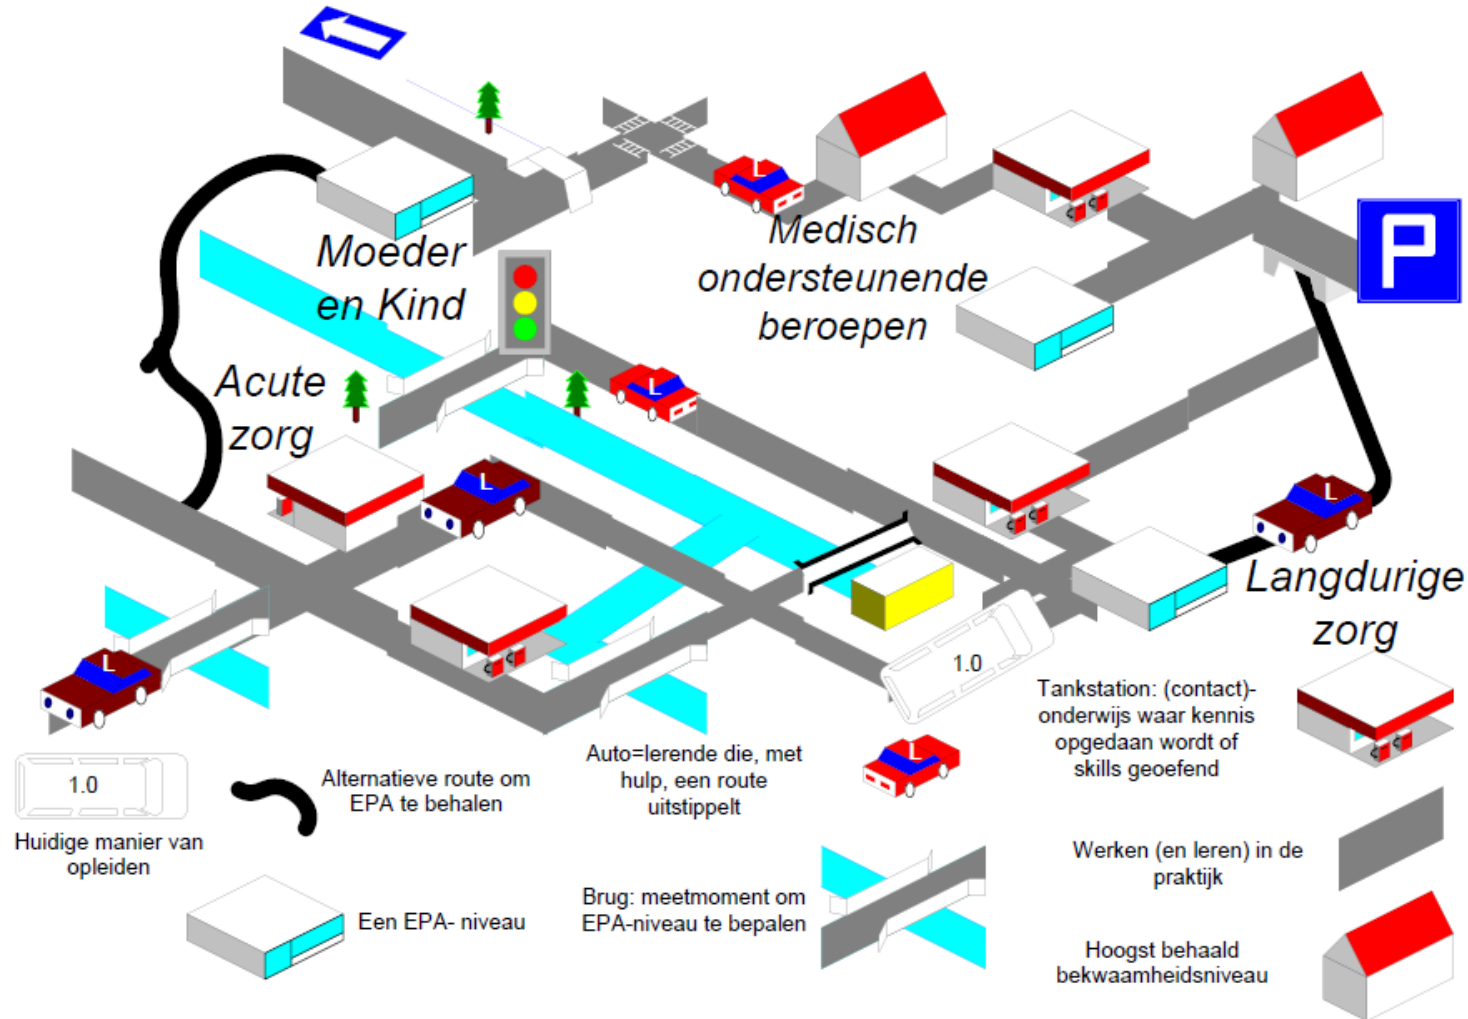 L
Medisch
ondersteunende
beroepen
P
Moeder
en Kind
L
Acute
zorg
L
L
Langdurige
zorg
L
1.0
Tankstation: (contact)-
onderwijs waar kennis
opgedaan wordt of
skills geoefend
1.0
Huidige manier van
opleiden
Alternatieve route om
EPA te behalen
Auto=lerende die, met
hulp, een route
uitstippelt
L
Werken (en leren) in de
praktijk
Een EPA- niveau
Brug: meetmoment om
EPA-niveau te bepalen
Hoogst behaald
bekwaamheidsniveau